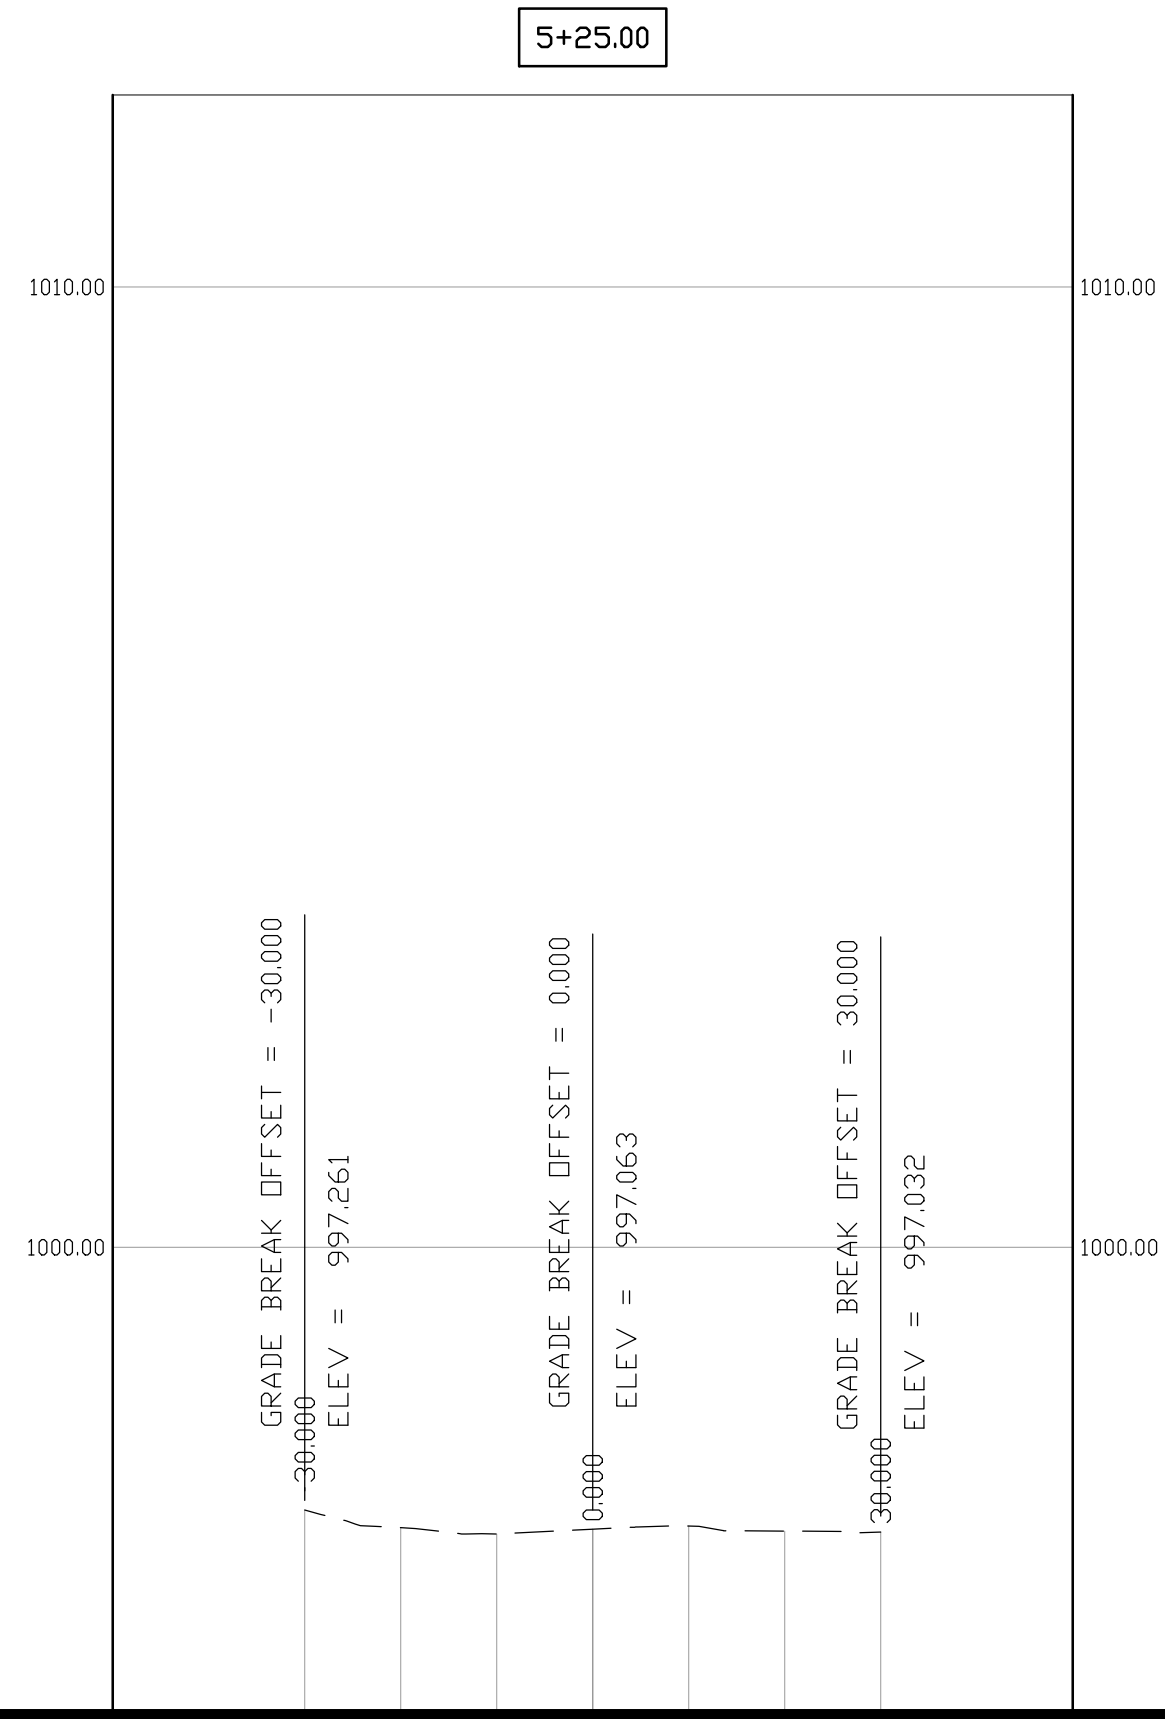 5+25.00
1010.00
1010.00
GRADE BREAK OFFSET = -30.000
ELEV = 997.261
GRADE BREAK OFFSET = 0.000
ELEV = 997.063
GRADE BREAK OFFSET = 30.000
ELEV = 997.032
1000.00
1000.00
-30.000
0.000
30.000